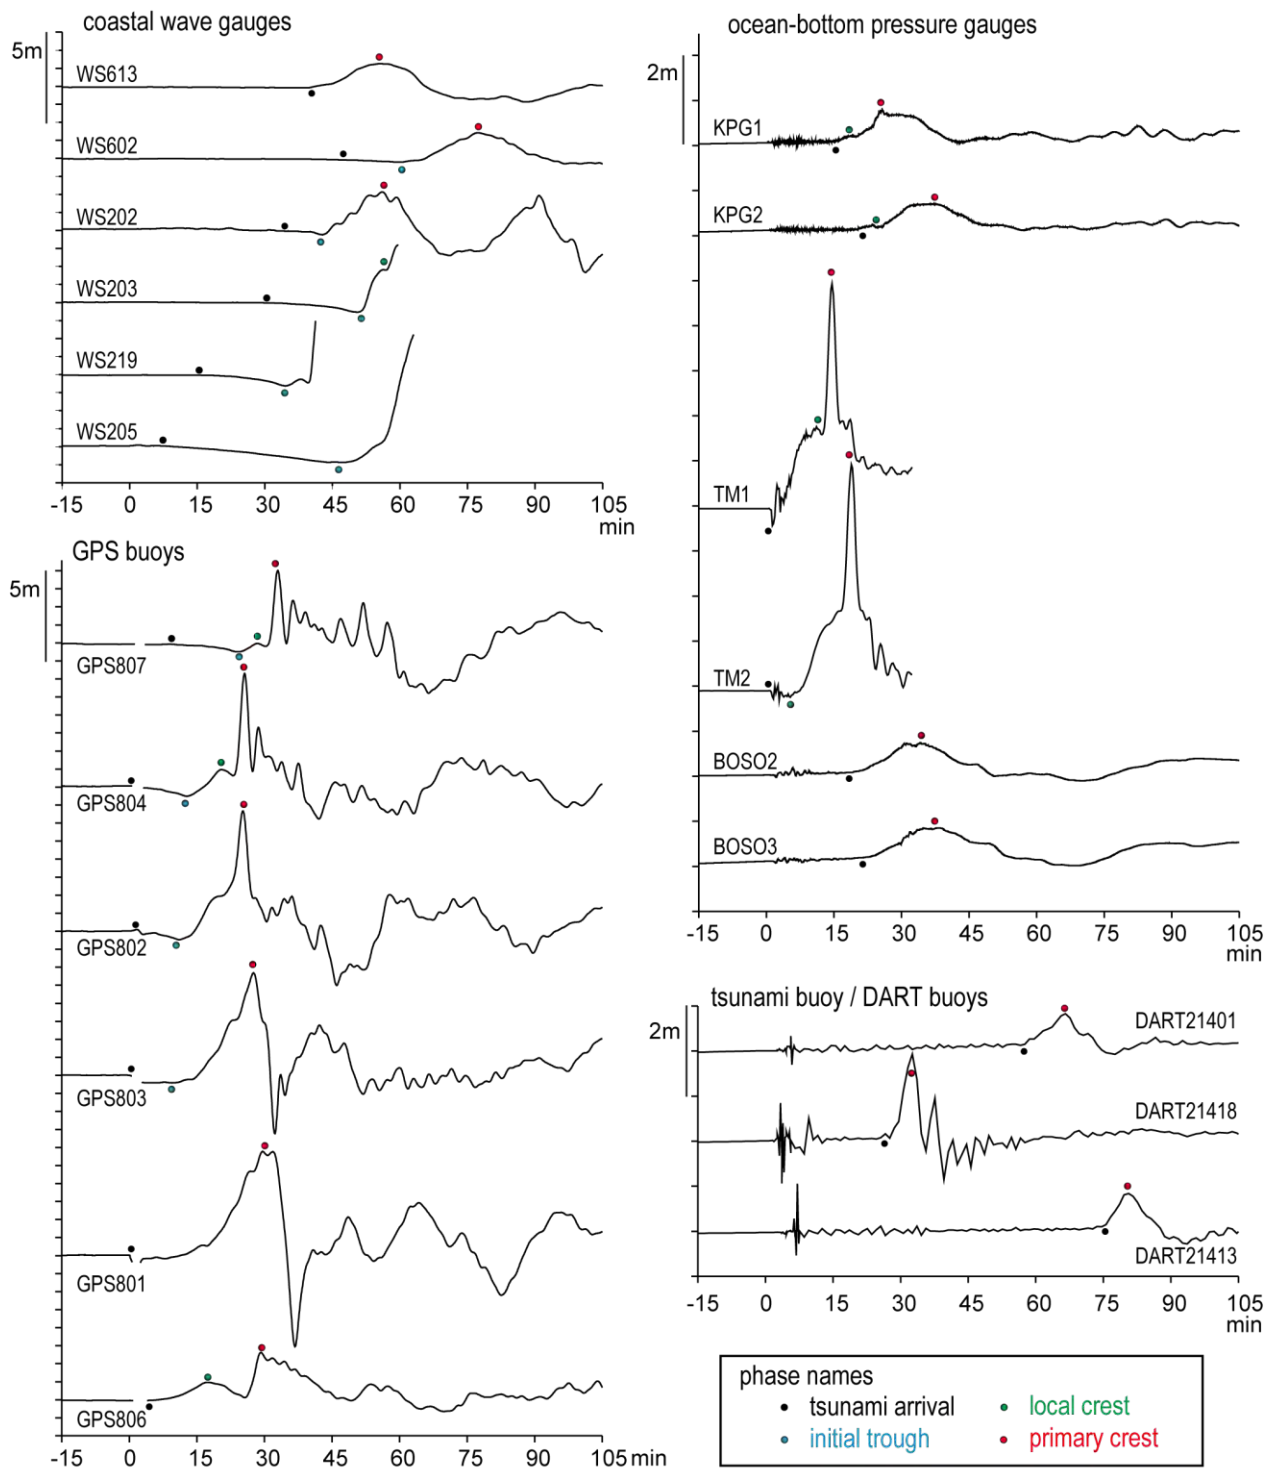 coastal wave gauges
5m
WS613
WS602
WS202
WS203
WS219
WS205
-15 0 15 30 45 60 75 90 105
min
GPS buoys
5m
GPS807
GPS804
GPS802
GPS803
GPS801
GPS806
-15 0 15 30 45 60 75 90 105 min
ocean-bottom pressure gauges
2m
KPG1
KPG2
TM1
TM2
BOSO2
BOSO3
-15 0 15 30 45 60 75 90 105
min
tsunami buoy / DART buoys
2m
DART21401
DART21418
DART21413
-15 0 15 30 45 60 75 90 105
min
phase names
tsunami arrival
local crest
initial trough
primary crest